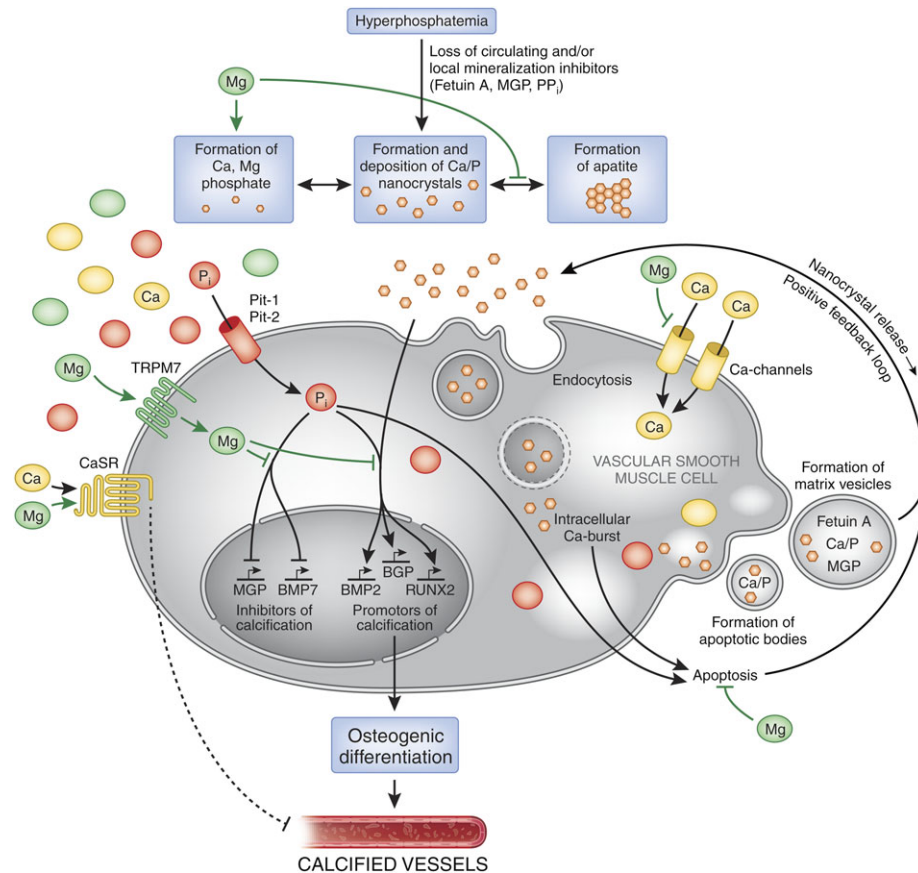 Hyperphosphatemia
Loss of circulating and/or
local mineralization inhibitors
(Fetuin A, MGP, PPi)
Mg
Formation of
Ca, Mg
phosphate
Formation and
deposition of Ca/P
nanocrystals
Formation
of apatite
Pi
Ca
Pit-1
Pit-2
Mg
Ca
Ca
Nanocrystal release
Positive feedback
loop
TRPM7
Mg
Endocytosis
Ca-channels
Pi
Ca
Mg
CaSR
Ca
Mg
VASCULAR SMOOTH
MUSCLE CELL
Formation of
matrix vesicles
Fetuin A
Ca/P
MGP
Intracellular
Ca-burst
MGP
BMP7
BMP2
BGP
RUNX2
Inhibitors of
calcification
Promotors of
calcification
Ca/P
Formation of
apoptotic bodies
Apoptosis
Mg
Osteogenic
differentiation
CALCIFIED VESSELS